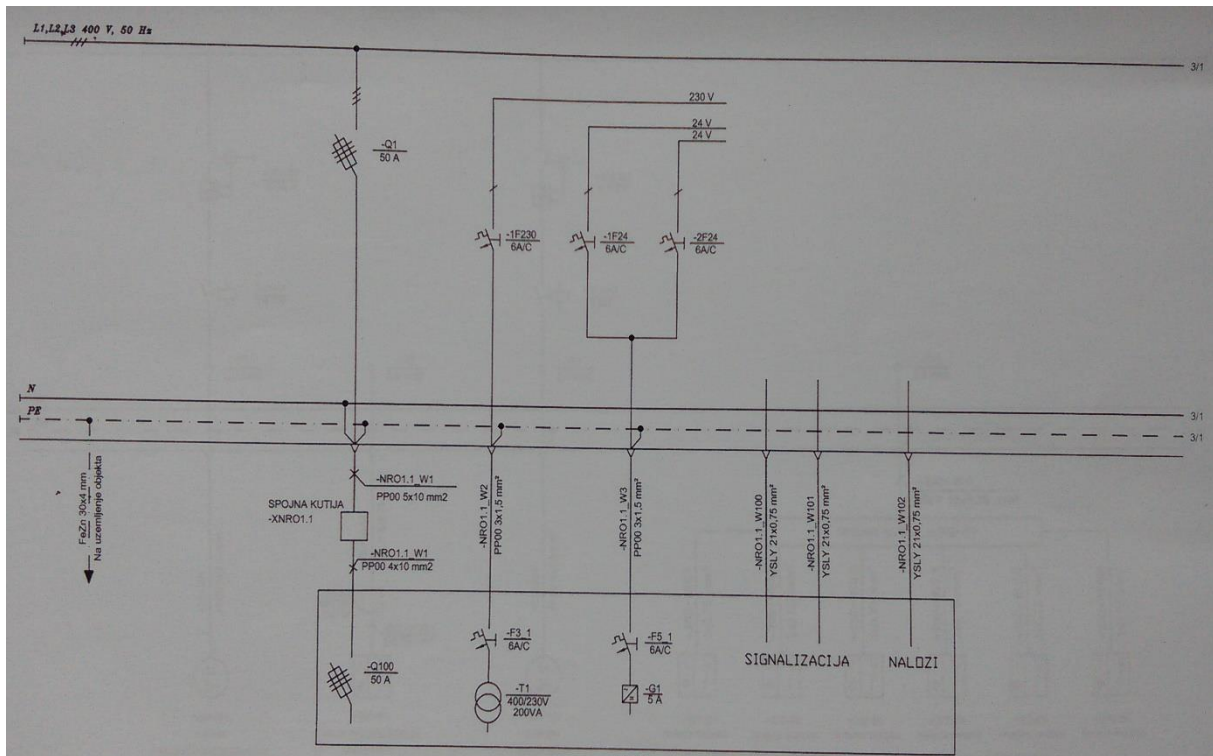 L1,L2,L3 400 V, 50 Hz
3/1
230 V
24 V
24 V
-Q1
50 A
-1F230
6A/C
-1F24
6A/C
-2F24
6A/C
N
3/1
PE
3/1
FeZn 30x4 mm
Na uzemljenje objekta
-NRO1.1_W1
PP00 5x10 mm2
SPOJNA KUTIJA
-XNRO1.1
-NRO1.1_W1
PP00 4x10 mm2
-NRO1.1_W2
PP00 3x1,5 mm²
-NRO1.1_W3
PP00 3x1,5 mm²
-NRO1.1_W100
YSLY 21x0,75 mm²
-NRO1.1_W101
YSLY 21x0,75 mm²
-NRO1.1_W102
YSLY 21x0,75 mm²
-Q100
50 A
-F3_1
6A/C
-T1
400/230V
200VA
-F5_1
6A/C
-G1
5 A
SIGNALIZACIJA
NALOZI